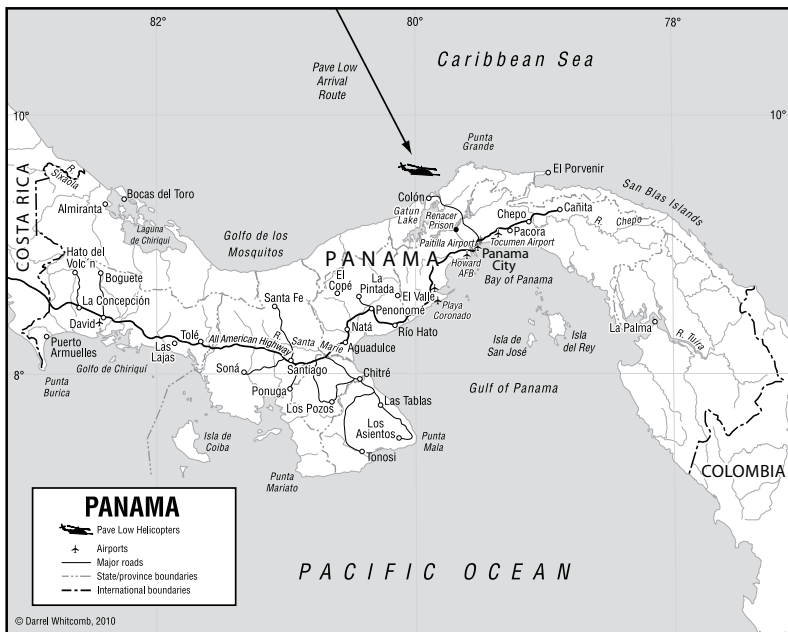 82°
80°
78°
Caribbean Sea
Pave Low
Arrival
Route
10°
10°
Punta
Grande
El Porvenir
San Blas Islands
COSTA RICA
R.
Sixaola
Bocas del Toro
Almiranta
Laguna
de Chiriqui
Golfo de los
Mosquitos
Colón
Gatun
Lake
Renacer
Prison
Chepo
Cañita
R. Chepo
Pacora
Paitilla Airport
Tocumen Airport
PANAMA
Panama
City
Howard
AFB
Bay of Panama
Hato del
Volc´n
Boguete
La Concepción
David
El
Copé
La
Pintada
El Valle
Playa
Coronado
Santa Fe
Penonomé
Río Hato
Natá
Aguadulce
Isla de
San José
Isla
del Rey
La Palma
R. Tuira
Puerto
Armuelles
Tolé
Las
Lajas
All American Highway
R. Santa Marie
Golfo de Chiriquí
Punta
Burica
8°
8°
Soná
Santiago
Chitré
Gulf of Panama
Ponuga
Los Pozos
Las Tablas
Los
Asientos
Punta
Mala
Isla de
Coiba
Tonosi
Punta
Mariato
COLOMBIA
PANAMA
Pave Low Helicopters
Airports
Major roads
State/province boundaries
International boundaries
PACIFIC OCEAN
© Darrel Whitcomb, 2010